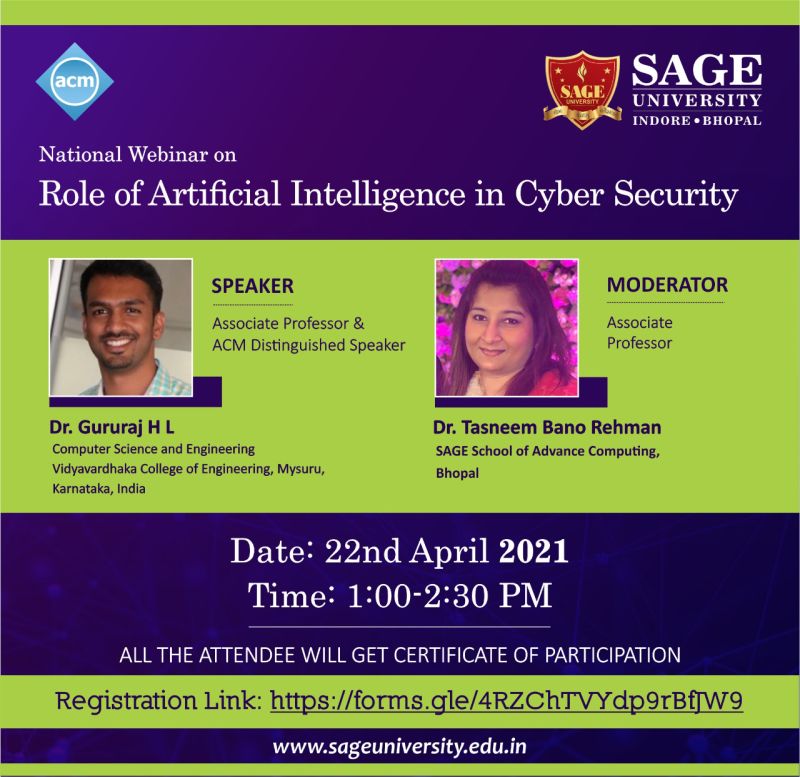 acm
SAGE
UNIVERSITY
SAGE
UNIVERSITY
INDORE • BHOPAL
National Webinar on
Role of Artificial Intelligence in Cyber Security
SPEAKER
Associate Professor &
ACM Distinguished Speaker
Dr. Gururaj H L
Computer Science and Engineering
Vidyavardhaka College of Engineering, Mysuru,
Karnataka, India
MODERATOR
Associate
Professor
Dr. Tasneem Bano Rehman
SAGE School of Advance Computing,
Bhopal
Date: 22nd April 2021
Time: 1:00-2:30 PM
ALL THE ATTENDEE WILL GET CERTIFICATE OF PARTICIPATION
Registration Link: https://forms.gle/4RZChTVYdp9rBfJW9
www.sageuniversity.edu.in